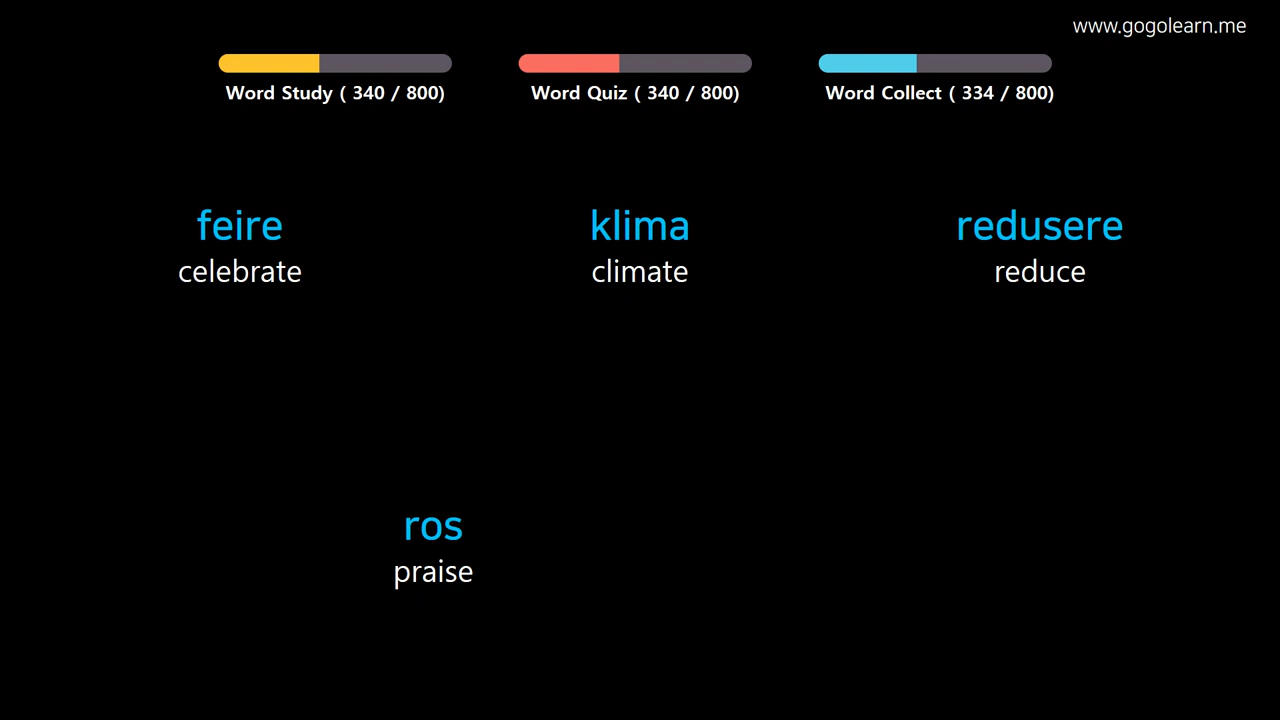 www.gogolearn.me
Word Study ( 340 / 800)
Word Quiz ( 340 / 800)
Word Collect ( 334 / 800)
feire
celebrate
klima
climate
redusere
reduce
ros
praise